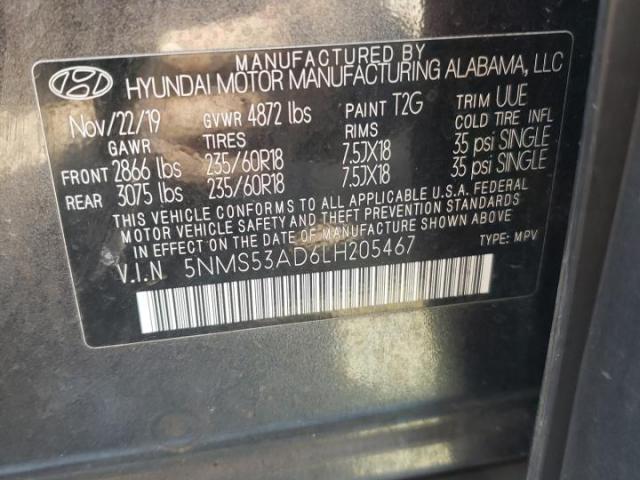 MANUFACTURED BY
HYUNDAI MOTOR MANUFACTURING ALABAMA, LLC
Nov/22/19 GVWR 4872 lbs PAINT T2G TRIM UUE
GAWR TIRES RIMS COLD TIRE INFL
FRONT 2866 lbs 235/60R18 7.5JX18 35 psi SINGLE
REAR 3075 lbs 235/60R18 7.5JX18 35 psi SINGLE
THIS VEHICLE CONFORMS TO ALL APPLICABLE U.S.A. FEDERAL
MOTOR VEHICLE SAFETY AND THEFT PREVENTION STANDARDS
IN EFFECT ON THE DATE OF MANUFACTURE SHOWN ABOVE
V.I.N 5NMS53AD6LH205467 TYPE: MPV